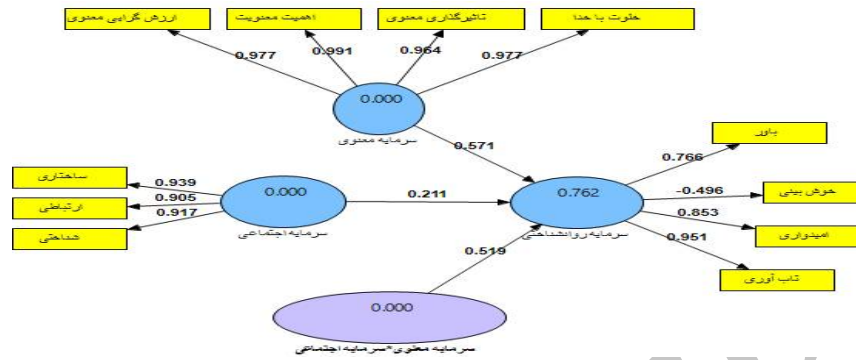 ارزش گرایی معنوی
اهمیت معنویت
تاثیرگذاری معنوی
خلوت با خدا
0.977
0.991
0.964
0.977
0.000
سرمایه معنوی
0.571
باور
خوش بینی
امیدواری
تاب آوری
0.766
-0.496
0.853
0.951
0.762
سرمایه روانشناختی
ساختاری
ارتباطی
شناختی
0.939
0.905
0.917
0.000
سرمایه اجتماعی
0.211
0.519
0.000
سرمایه معنوی*سرمایه اجتماعی